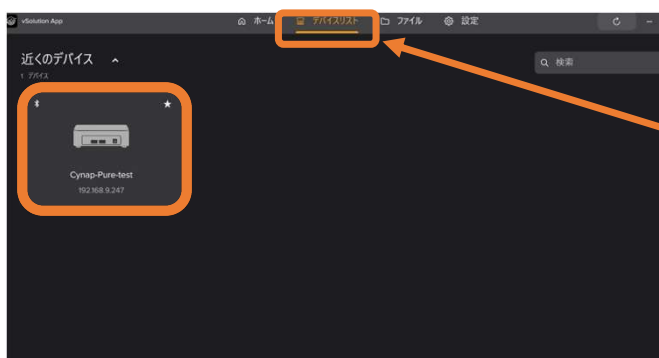 vSolution App
ホーム
デバイスリスト
ファイル
設定
近くのデバイス
1 デバイス
検索
Cynap-Pure-test
192.168.9.247